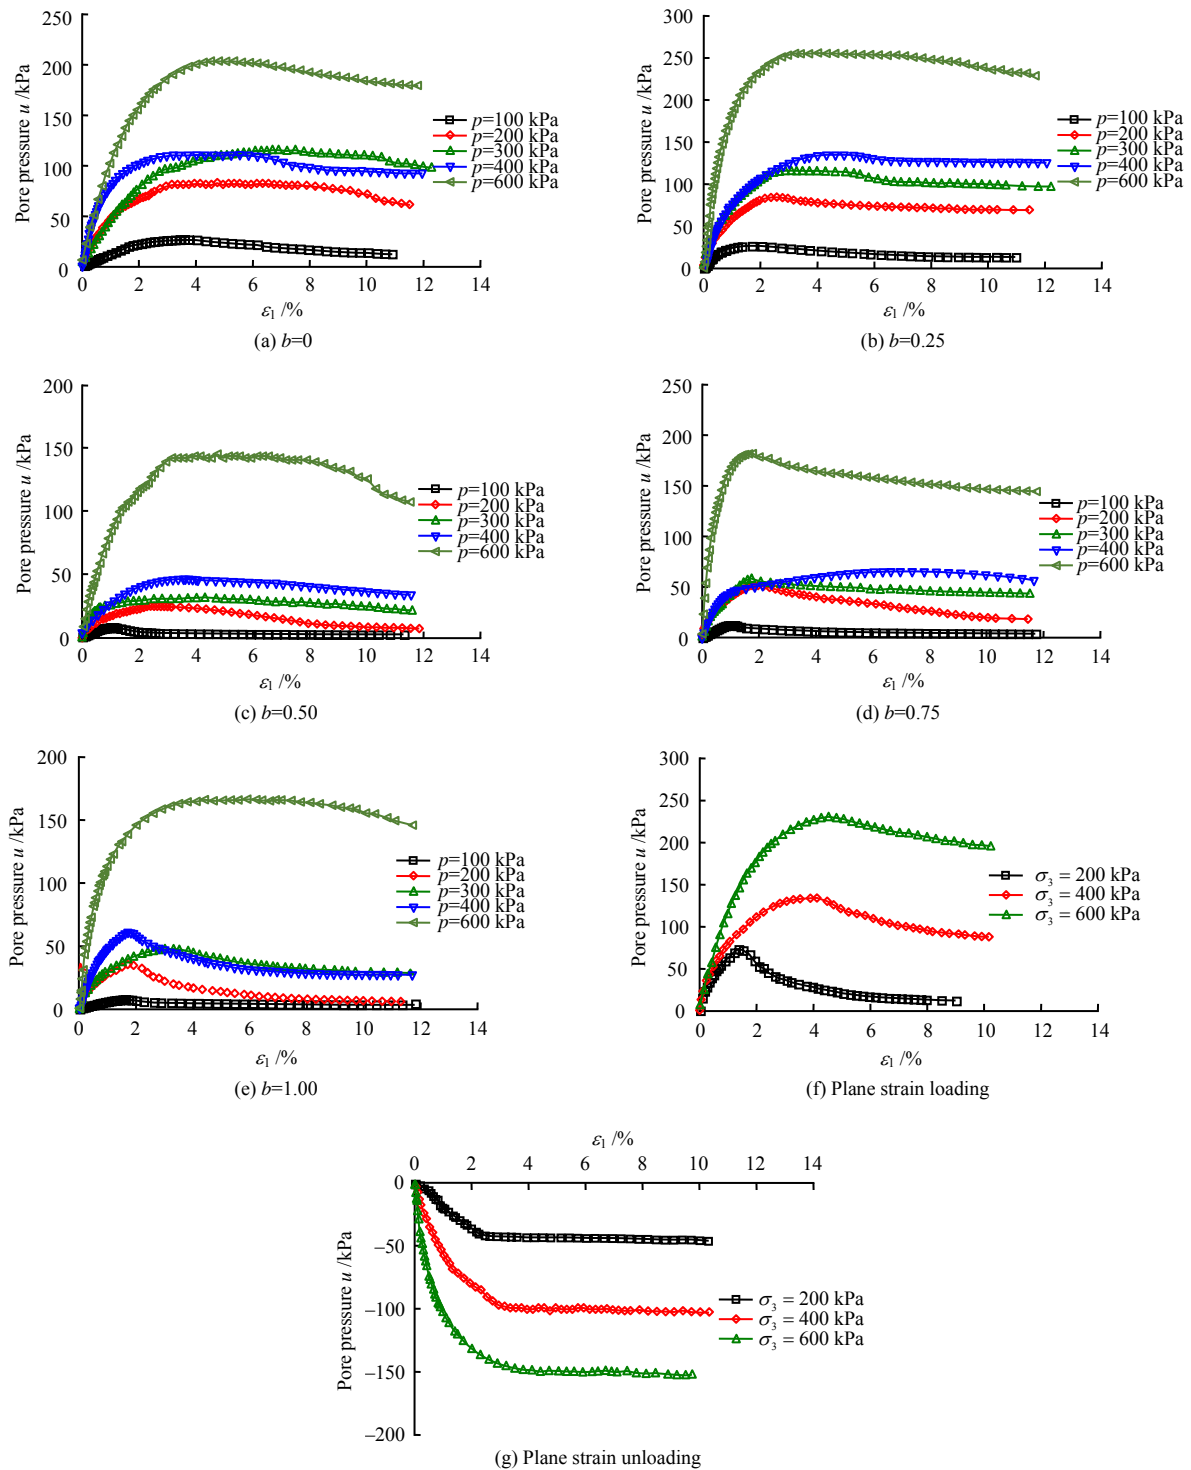 250
200
150
100
50
0
0 2 4 6 8 10 12 14
Pore pressure u /kPa
ε1 /%
p=100 kPa
p=200 kPa
p=300 kPa
p=400 kPa
p=600 kPa
(a) b=0
300
250
200
150
100
50
0
0 2 4 6 8 10 12 14
Pore pressure u /kPa
ε1 /%
p=100 kPa
p=200 kPa
p=300 kPa
p=400 kPa
p=600 kPa
(b) b=0.25
200
150
100
50
0
0 2 4 6 8 10 12 14
Pore pressure u /kPa
ε1 /%
p=100 kPa
p=200 kPa
p=300 kPa
p=400 kPa
p=600 kPa
(c) b=0.50
250
200
150
100
50
0
0 2 4 6 8 10 12 14
Pore pressure u /kPa
ε1 /%
p=100 kPa
p=200 kPa
p=300 kPa
p=400 kPa
p=600 kPa
(d) b=0.75
200
150
100
50
0
0 2 4 6 8 10 12 14
Pore pressure u /kPa
ε1 /%
p=100 kPa
p=200 kPa
p=300 kPa
p=400 kPa
p=600 kPa
(e) b=1.00
300
250
200
150
100
50
0
0 2 4 6 8 10 12 14
Pore pressure u /kPa
ε1 /%
σ3 = 200 kPa
σ3 = 400 kPa
σ3 = 600 kPa
(f) Plane strain loading
ε1 /%
0 2 4 6 8 10 12 14
0
−50
−100
−150
−200
Pore pressure u /kPa
σ3 = 200 kPa
σ3 = 400 kPa
σ3 = 600 kPa
(g) Plane strain unloading